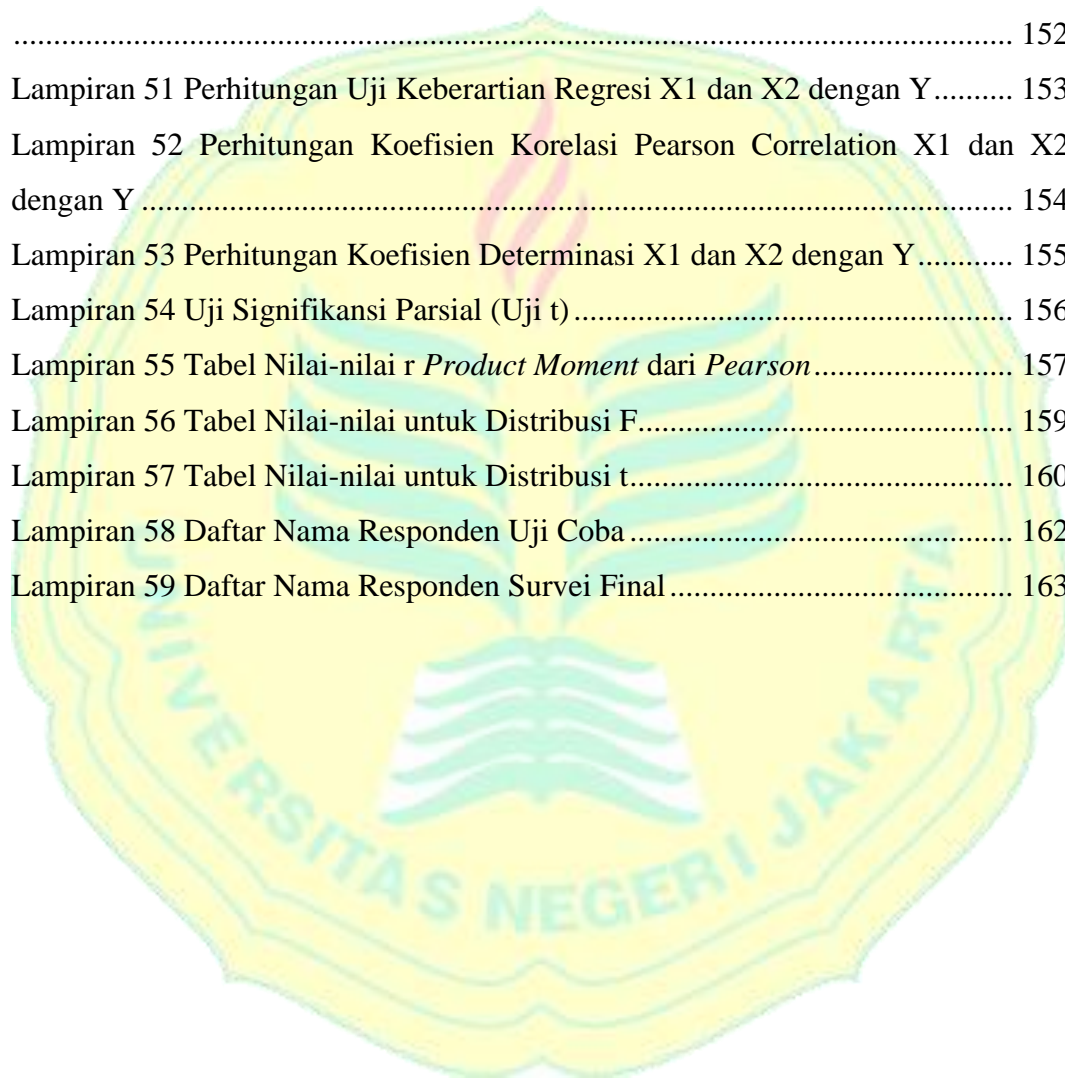 .............................................................................................................................. 152
Lampiran 51 Perhitungan Uji Keberartian Regresi X1 dan X2 dengan Y.......... 153
Lampiran 52 Perhitungan Koefisien Korelasi Pearson Correlation X1 dan X2
dengan Y.............................................................................................................. 154
Lampiran 53 Perhitungan Koefisien Determinasi X1 dan X2 dengan Y............ 155
Lampiran 54 Uji Signifikansi Parsial (Uji t)....................................................... 156
Lampiran 55 Tabel Nilai-nilai r Product Moment dari Pearson......................... 157
Lampiran 56 Tabel Nilai-nilai untuk Distribusi F............................................... 159
Lampiran 57 Tabel Nilai-nilai untuk Distribusi t................................................ 160
Lampiran 58 Daftar Nama Responden Uji Coba................................................ 162
Lampiran 59 Daftar Nama Responden Survei Final........................................... 163
UNIVERSITAS NEGERI JAKARTA